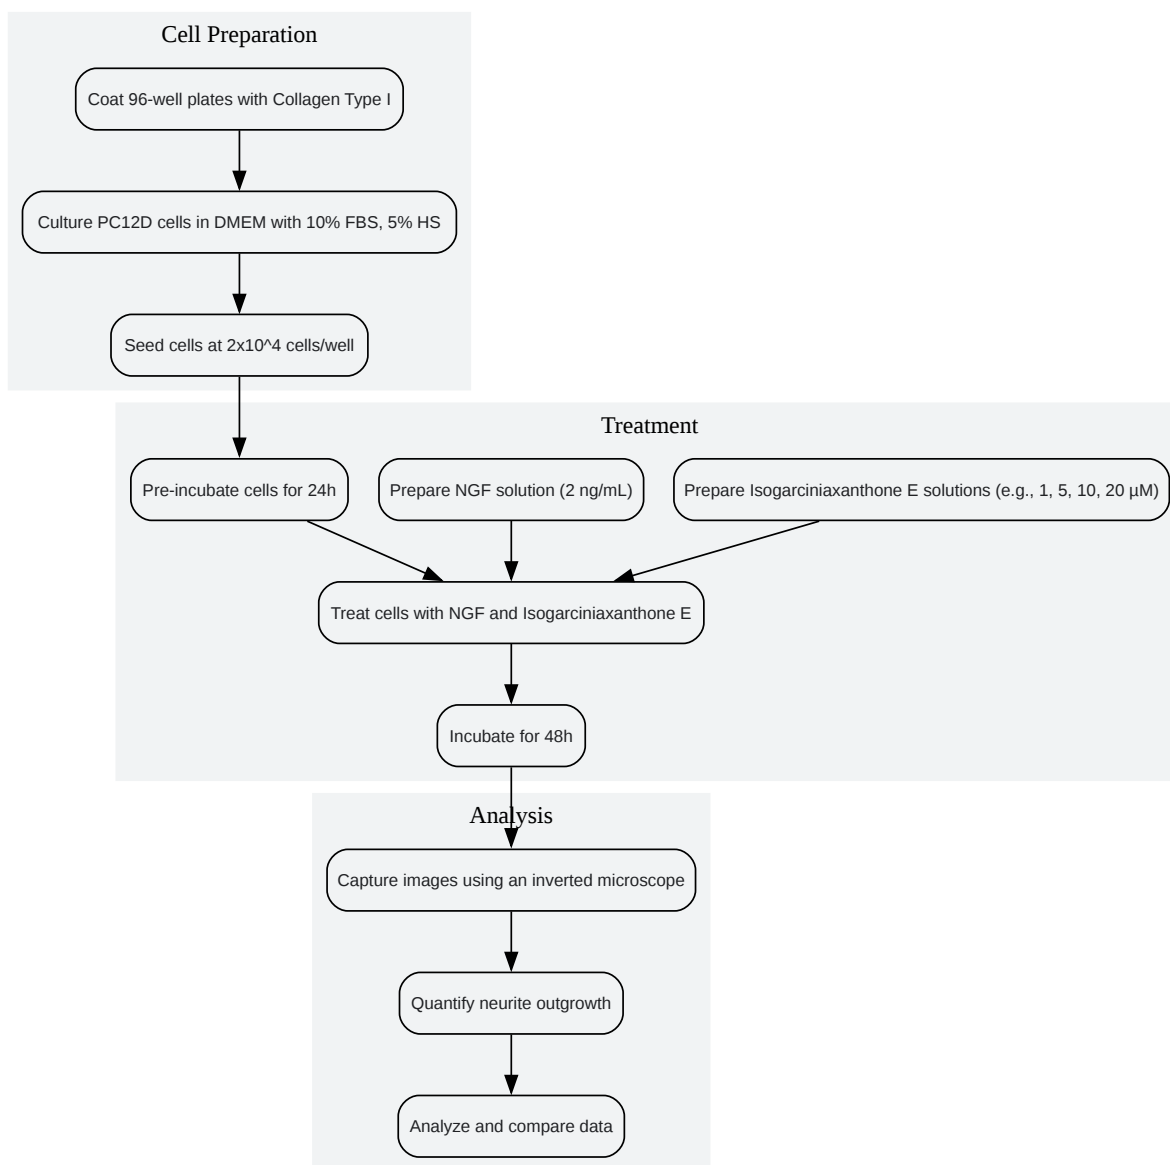 Cell Preparation
Coat 96-well plates with Collagen Type I
Culture PC12D cells in DMEM with 10% FBS, 5% HS
Seed cells at 2x10^4 cells/well
Treatment
Pre-incubate cells for 24h
Prepare NGF solution (2 ng/mL)
Prepare Isogarciniaxanthone E solutions (e.g., 1, 5, 10, 20 µM)
Treat cells with NGF and Isogarciniaxanthone E
Incubate for 48h
Analysis
Capture images using an inverted microscope
Quantify neurite outgrowth
Analyze and compare data